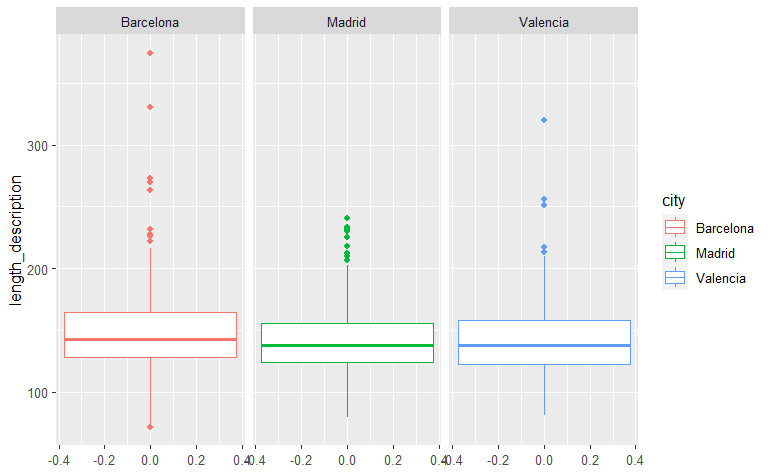 Barcelona Madrid Valencia
length_description
300
200
100
-0.4 -0.2 0.0 0.2 0.4 -0.4 -0.2 0.0 0.2 0.4 -0.4 -0.2 0.0 0.2 0.4
city
Barcelona
Madrid
Valencia